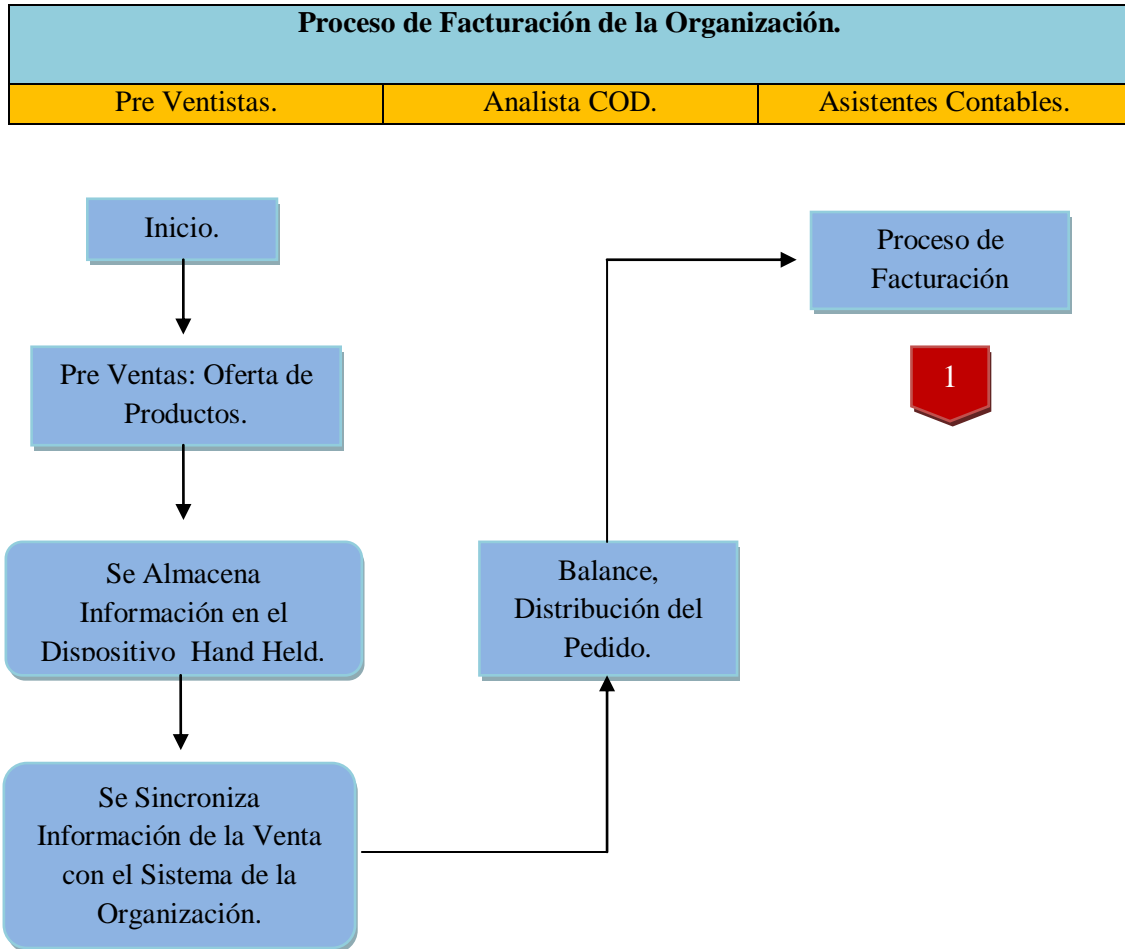 Proceso de Facturación de la Organización.
Pre Ventistas.
Analista COD.
Asistentes Contables.
Inicio.
Pre Ventas: Oferta de
Productos.
Se Almacena
Información en el
Dispositivo Hand Held.
Se Sincroniza
Información de la Venta
con el Sistema de la
Organización.
Balance,
Distribución del
Pedido.
Proceso de
Facturación
1